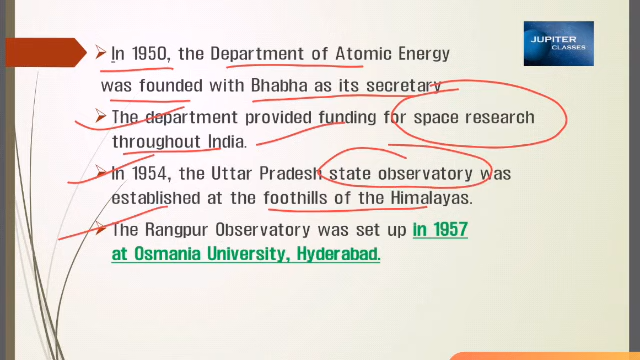 JUPITER
CLASSES
In 1950, the Department of Atomic Energy
was founded with Bhabha as its secretary
The department provided funding for space research
throughout India.
In 1954, the Uttar Pradesh state observatory was
established at the foothills of the Himalayas.
The Rangpur Observatory was set up in 1957
at Osmania University, Hyderabad.